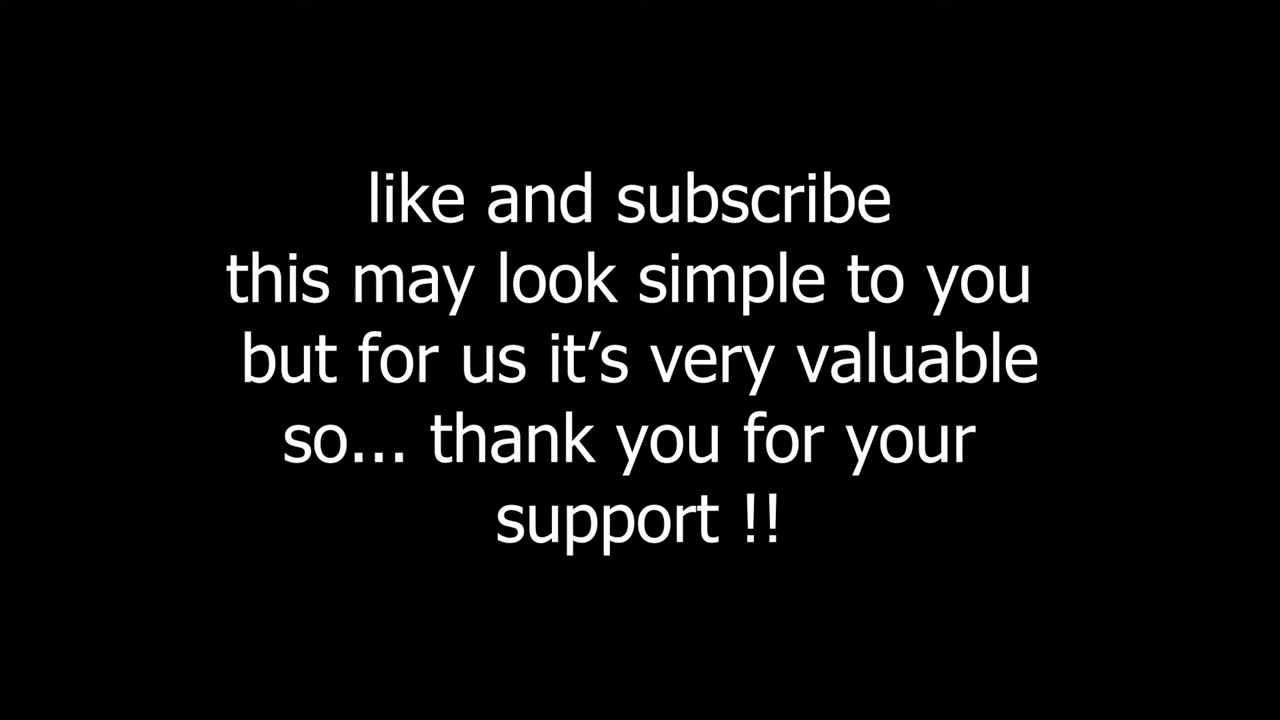 like and subscribe
this may look simple to you
but for us it’s very valuable
so... thank you for your
support !!